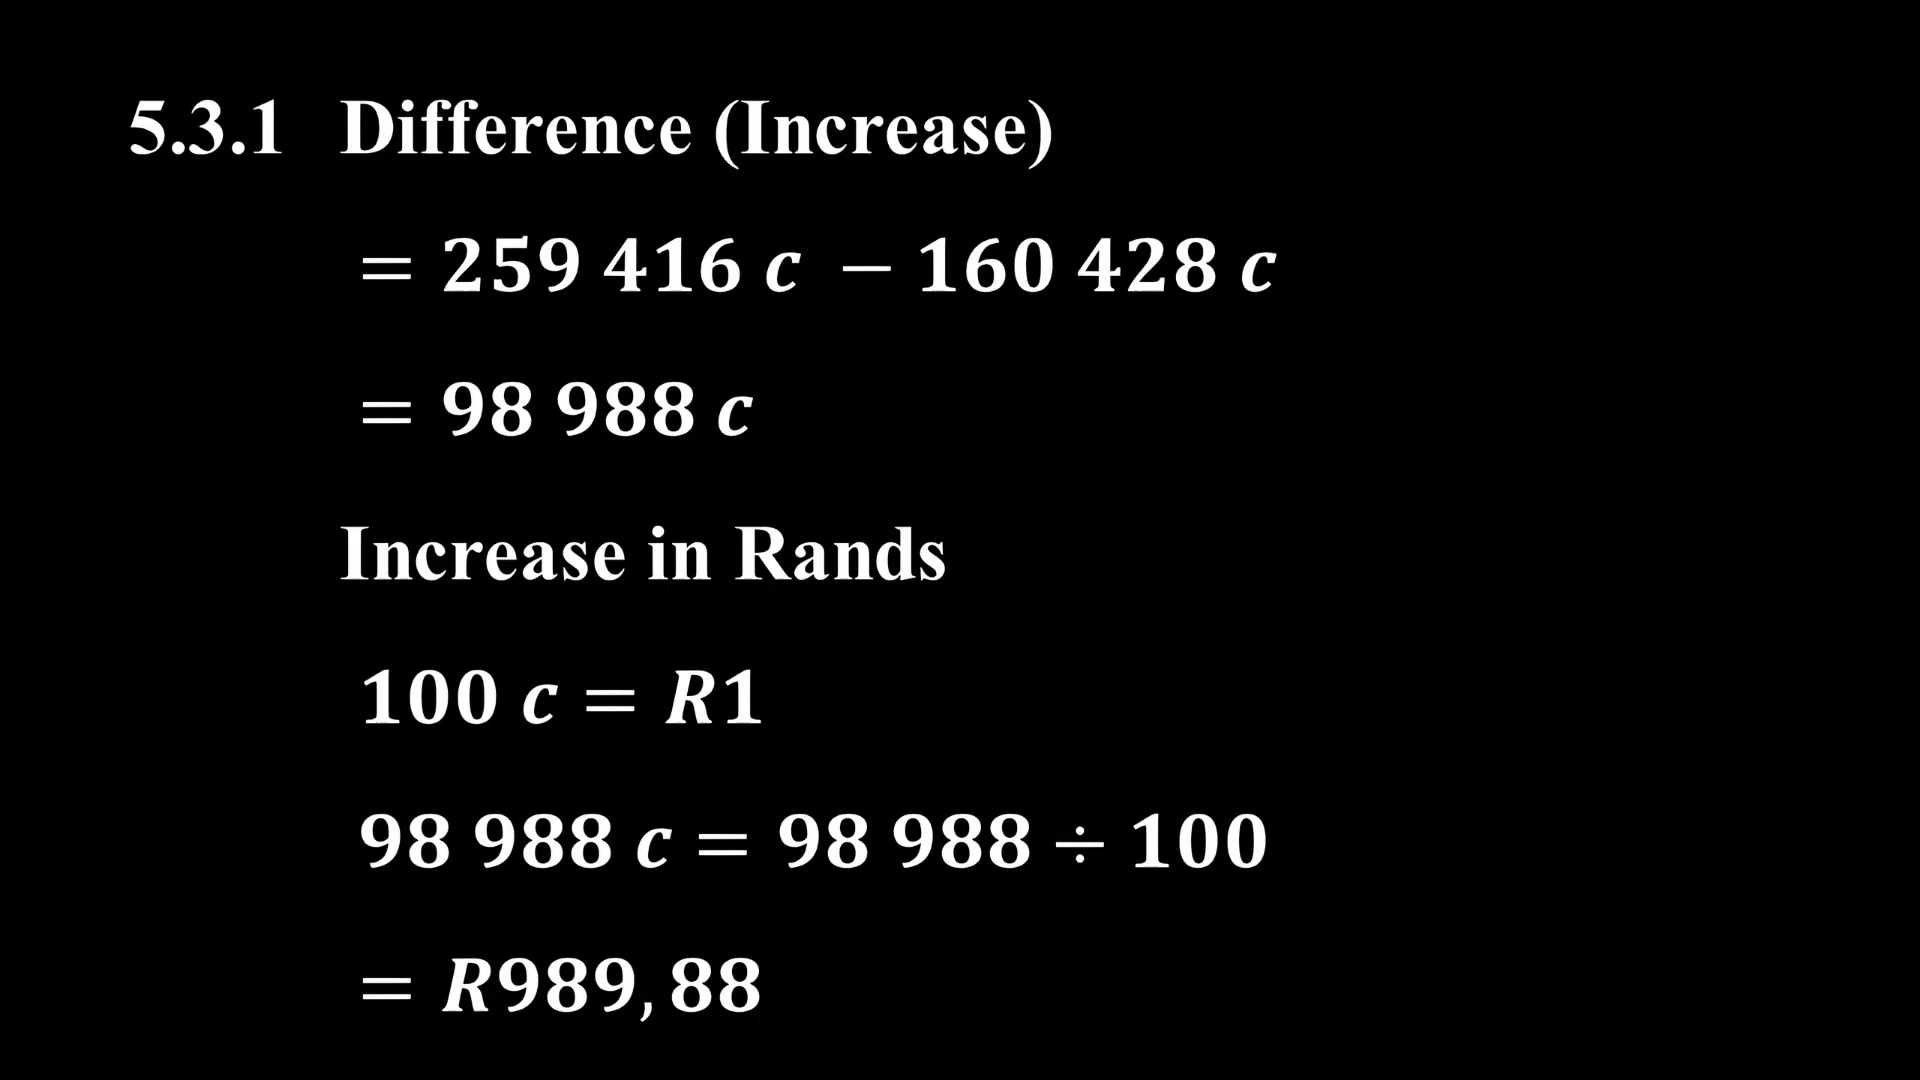 5.3.1 Difference (Increase)
= 259 416 c − 160 428 c
= 98 988 c
Increase in Rands
100 c = R1
98 988 c = 98 988 ÷ 100
= R989,88